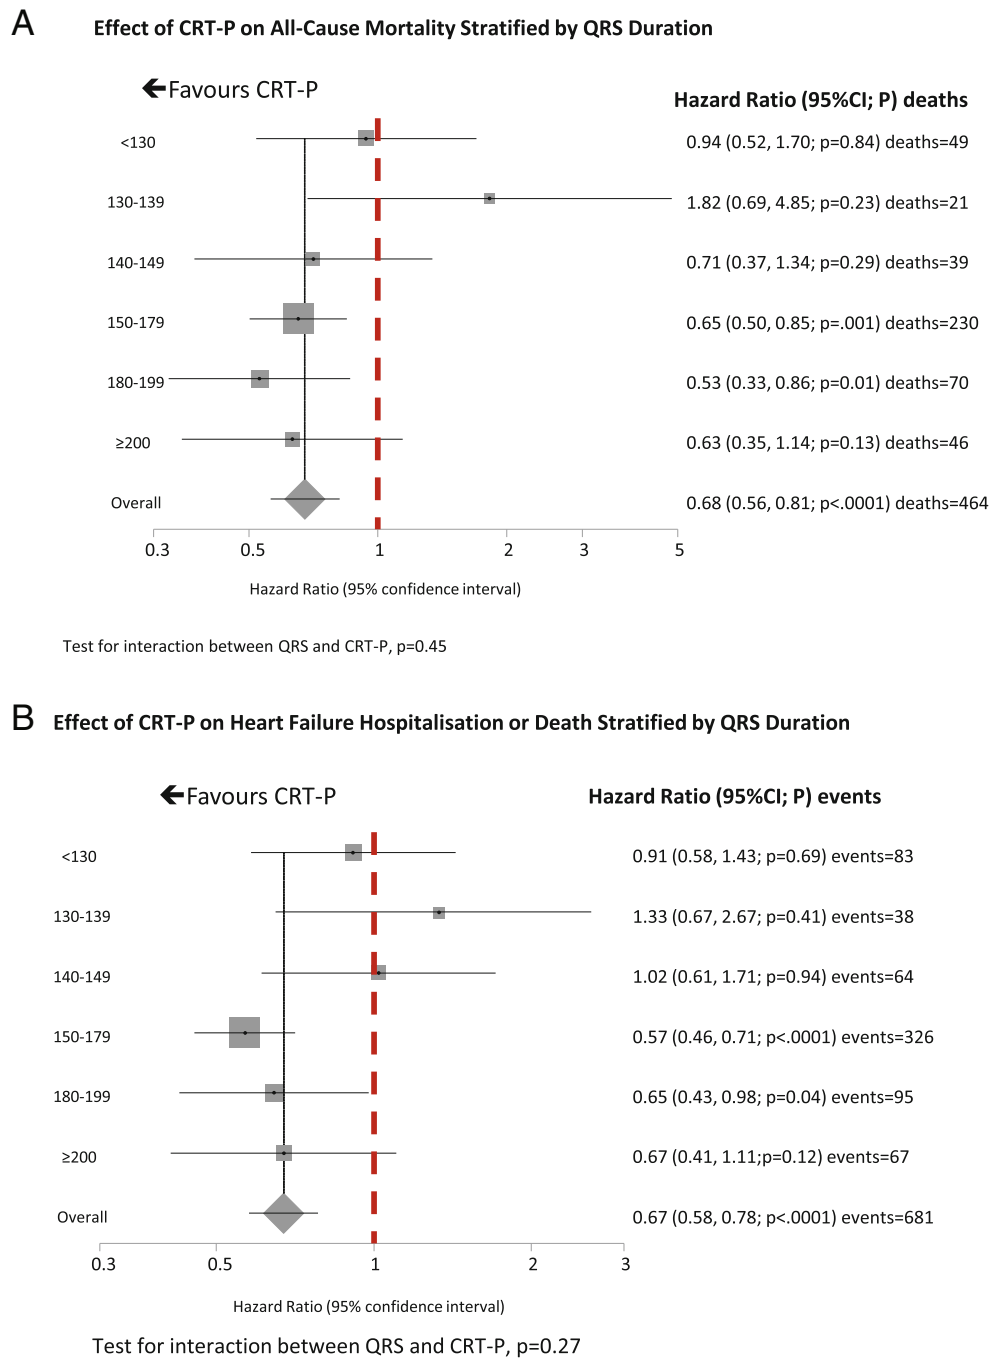 A Effect of CRT-P on All-Cause Mortality Stratified by QRS Duration
←Favours CRT-P
Hazard Ratio (95%CI; P) deaths
<130 0.94 (0.52, 1.70; p=0.84) deaths=49
130-139 1.82 (0.69, 4.85; p=0.23) deaths=21
140-149 0.71 (0.37, 1.34; p=0.29) deaths=39
150-179 0.65 (0.50, 0.85; p=.001) deaths=230
180-199 0.53 (0.33, 0.86; p=0.01) deaths=70
≥200 0.63 (0.35, 1.14; p=0.13) deaths=46
Overall 0.68 (0.56, 0.81; p<.0001) deaths=464
0.3 0.5 1 2 3 5
Hazard Ratio (95% confidence interval)
Test for interaction between QRS and CRT-P, p=0.45
B Effect of CRT-P on Heart Failure Hospitalisation or Death Stratified by QRS Duration
←Favours CRT-P
Hazard Ratio (95%CI; P) events
<130 0.91 (0.58, 1.43; p=0.69) events=83
130-139 1.33 (0.67, 2.67; p=0.41) events=38
140-149 1.02 (0.61, 1.71; p=0.94) events=64
150-179 0.57 (0.46, 0.71; p<.0001) events=326
180-199 0.65 (0.43, 0.98; p=0.04) events=95
≥200 0.67 (0.41, 1.11;p=0.12) events=67
Overall 0.67 (0.58, 0.78; p<.0001) events=681
0.3 0.5 1 2 3
Hazard Ratio (95% confidence interval)
Test for interaction between QRS and CRT-P, p=0.27